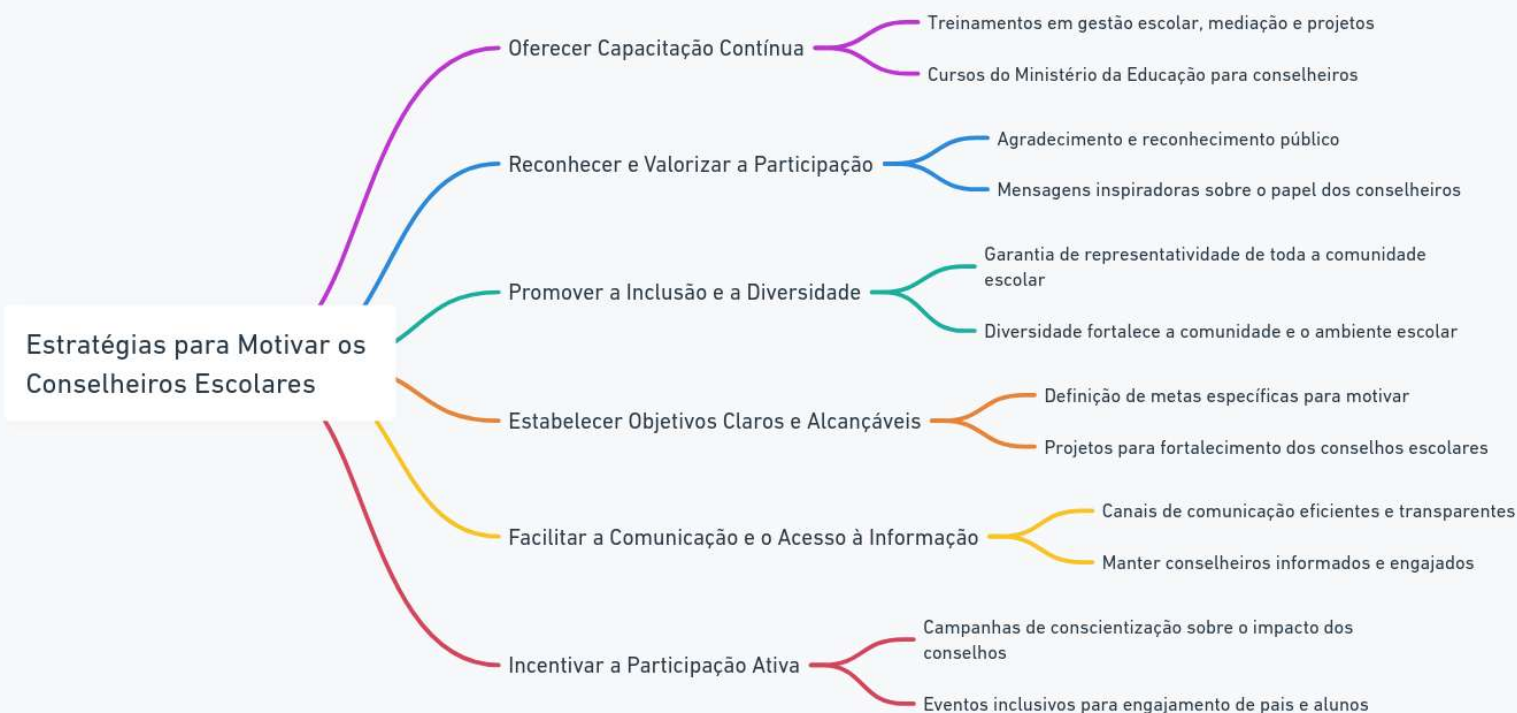 Estratégias para Motivar os
Conselheiros Escolares
Oferecer Capacitação Contínua
Treinamentos em gestão escolar, mediação e projetos
Cursos do Ministério da Educação para conselheiros
Reconhecer e Valorizar a Participação
Agradecimento e reconhecimento público
Mensagens inspiradoras sobre o papel dos conselheiros
Promover a Inclusão e a Diversidade
Garantia de representatividade de toda a comunidade
escolar
Diversidade fortalece a comunidade e o ambiente escolar
Estabelecer Objetivos Claros e Alcançáveis
Definição de metas específicas para motivar
Projetos para fortalecimento dos conselhos escolares
Facilitar a Comunicação e o Acesso à Informação
Canais de comunicação eficientes e transparentes
Manter conselheiros informados e engajados
Incentivar a Participação Ativa
Campanhas de conscientização sobre o impacto dos
conselhos
Eventos inclusivos para engajamento de pais e alunos